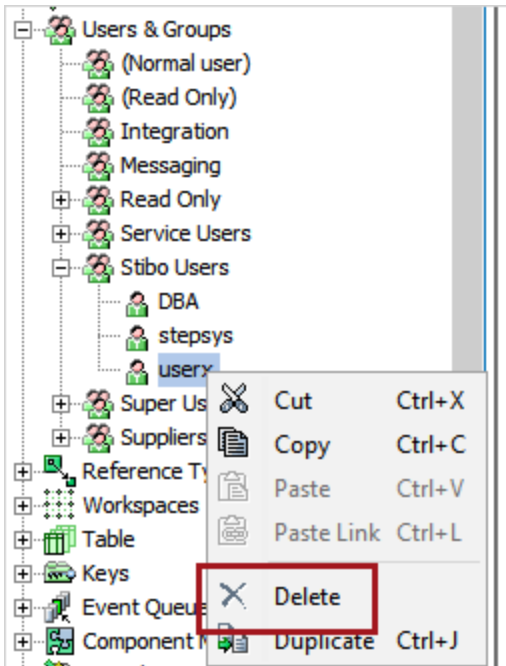 Users & Groups
(Normal user)
(Read Only)
Integration
Messaging
Read Only
Service Users
Stibo Users
DBA
stepsys
userx
Super Us
Suppliers
Reference Ty
Workspaces
Table
Keys
Event Queue
Component M
Cut Ctrl+X
Copy Ctrl+C
Paste Ctrl+V
Paste Link Ctrl+L
Delete
Duplicate Ctrl+J